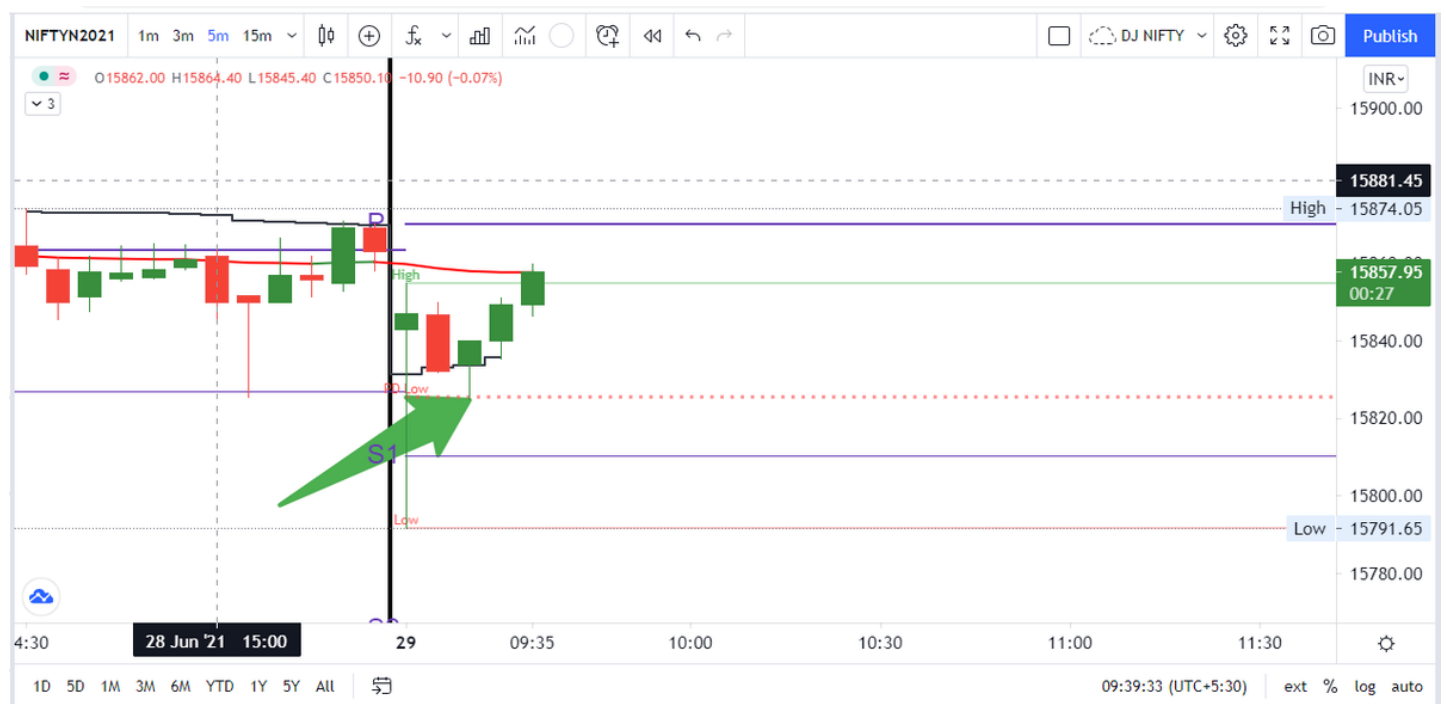 NIFTYN2021 1m 3m 5m 15m fx DJ NIFTY Publish
O15862.00 H15864.40 L15845.40 C15850.10 −10.90 (−0.07%) INR
3
15900.00
15881.45
High 15874.05
P
15857.95
High
00:27
15840.00
PD Low
15820.00
S1
15800.00
Low
Low 15791.65
15780.00
4:30 28 Jun '21 15:00 29 09:35 10:00 10:30 11:00 11:30
1D 5D 1M 3M 6M YTD 1Y 5Y All 09:39:33 (UTC+5:30) ext % log auto